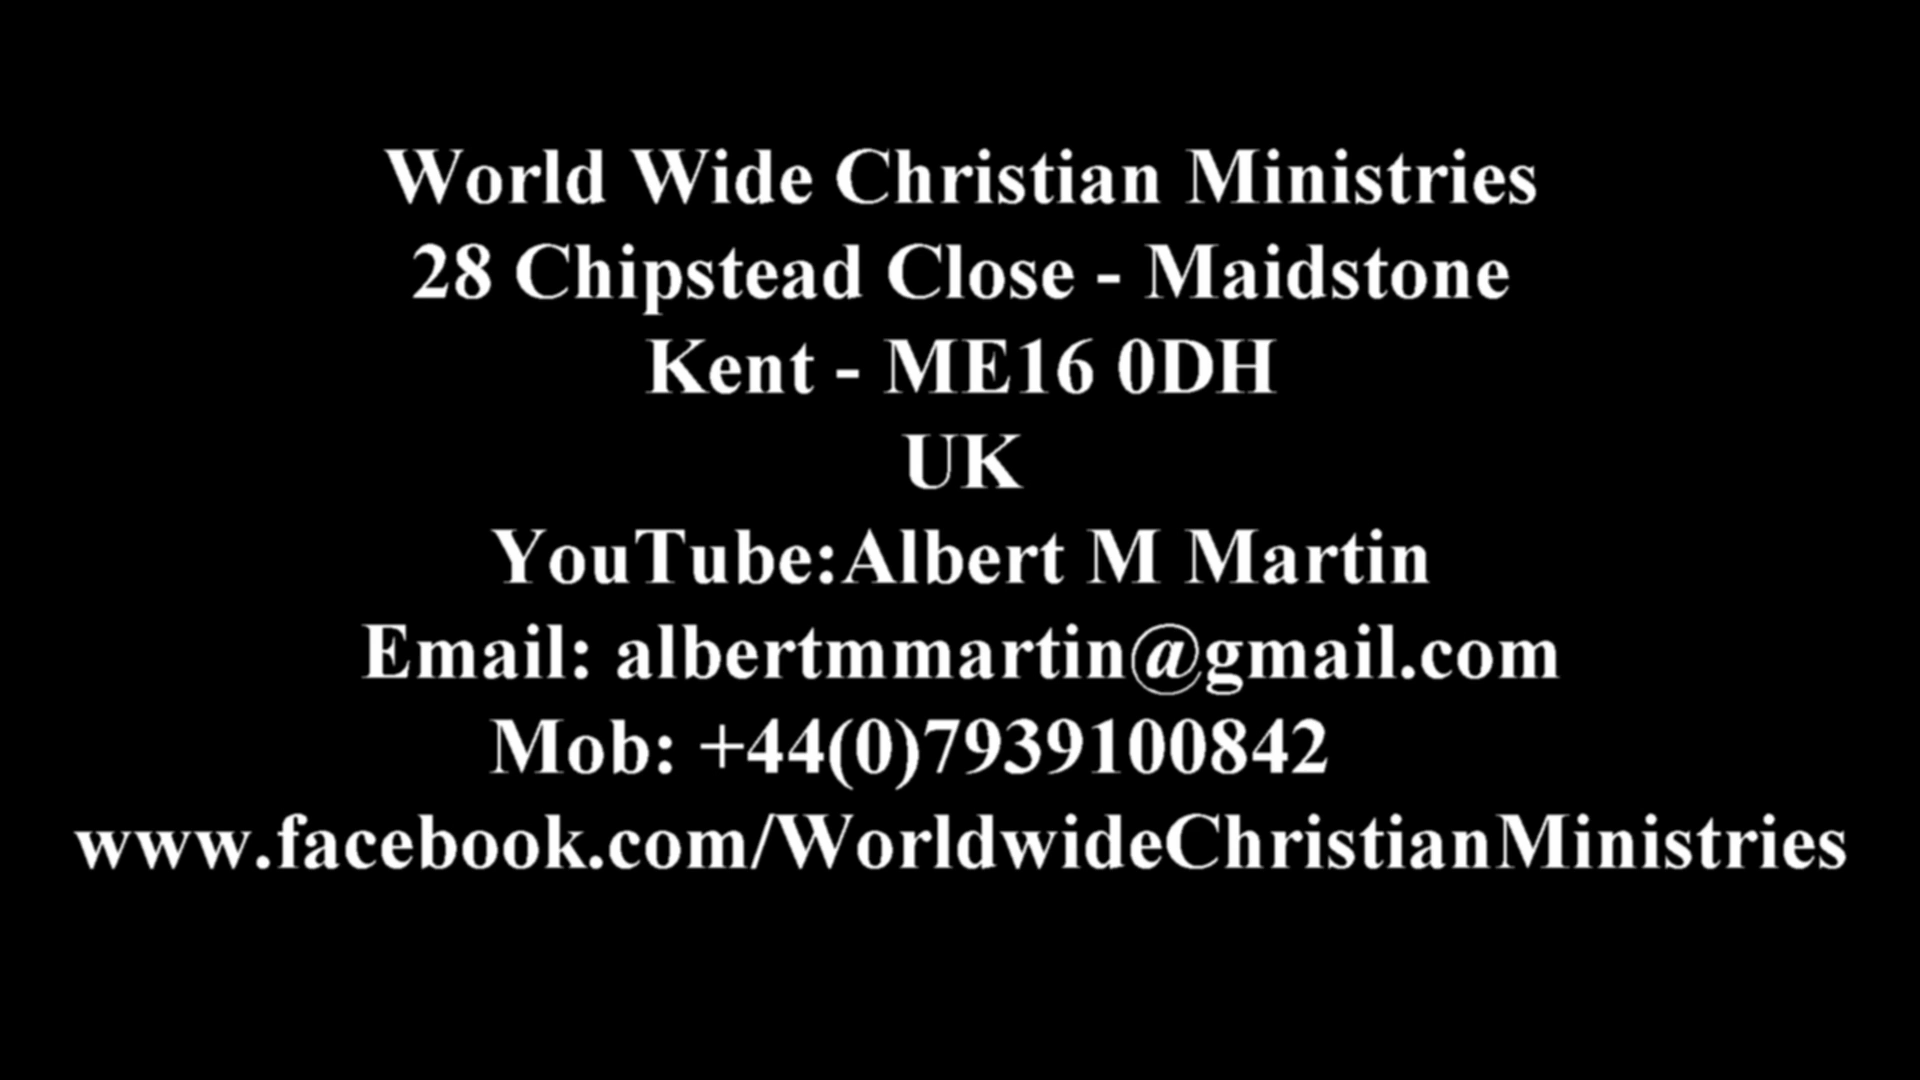 World Wide Christian Ministries
28 Chipstead Close - Maidstone
Kent - ME16 0DH
UK
YouTube:Albert M Martin
Email: albertmmartin@gmail.com
Mob: +44(0)7939100842
www.facebook.com/WorldwideChristianMinistries